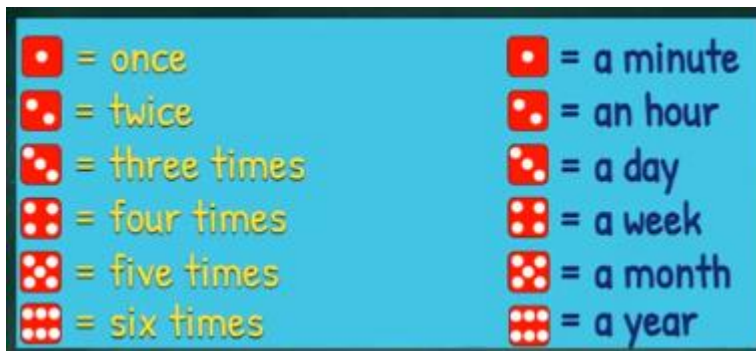 = once = a minute
= twice = an hour
= three times = a day
= four times = a week
= five times = a month
= six times = a year